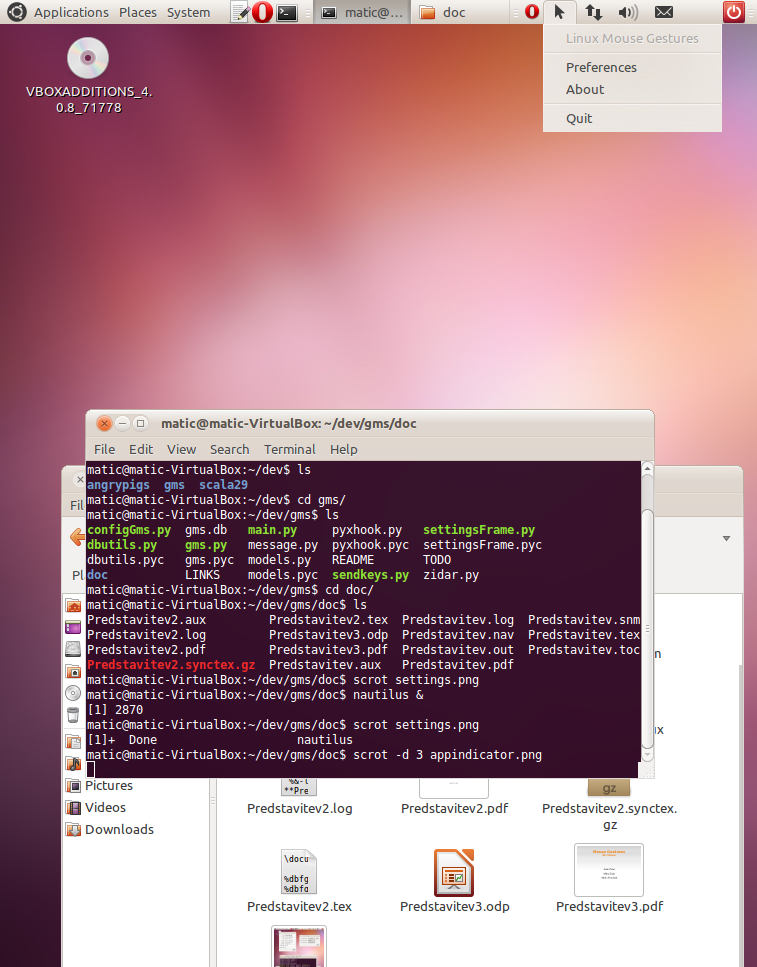 Applications Places System
matic@...
doc
Linux Mouse Gestures
Preferences
About
Quit
VBOXADDITIONS_4.
0.8_71778
matic@matic-VirtualBox: ~/dev/gms/doc
File Edit View Search Terminal Help
matic@matic-VirtualBox:~/dev$ ls
angrypigs gms scala29
matic@matic-VirtualBox:~/dev$ cd gms/
matic@matic-VirtualBox:~/dev/gms$ ls
configGms.py gms.db main.py pyxhook.py settingsFrame.py
dbutils.py gms.py message.py pyxhook.pyc settingsFrame.pyc
dbutils.pyc gms.pyc models.py README TODO
doc LINKS models.pyc sendkeys.py zidar.py
matic@matic-VirtualBox:~/dev/gms$ cd doc/
matic@matic-VirtualBox:~/dev/gms/doc$ ls
Predstavitev2.aux Predstavitev2.tex Predstavitev.log Predstavitev.snm
Predstavitev2.log Predstavitev3.odp Predstavitev.nav Predstavitev.tex
Predstavitev2.pdf Predstavitev3.pdf Predstavitev.out Predstavitev.toc
Predstavitev2.synctex.gz Predstavitev.aux Predstavitev.pdf
matic@matic-VirtualBox:~/dev/gms/doc$ scrot settings.png
matic@matic-VirtualBox:~/dev/gms/doc$ nautilus &
[1] 2870
matic@matic-VirtualBox:~/dev/gms/doc$ scrot settings.png
[1]+ Done nautilus
matic@matic-VirtualBox:~/dev/gms/doc$ scrot -d 3 appindicator.png
Fil
Pl
Pictures
Videos
Downloads
%&-l
**Pre
gz
Predstavitev2.log
Predstavitev2.pdf
Predstavitev2.synctex.
gz
\docu
%dbfg
%dbfg
Predstavitev2.tex
Predstavitev3.odp
Mouse Gestures
Predstavitev3.pdf